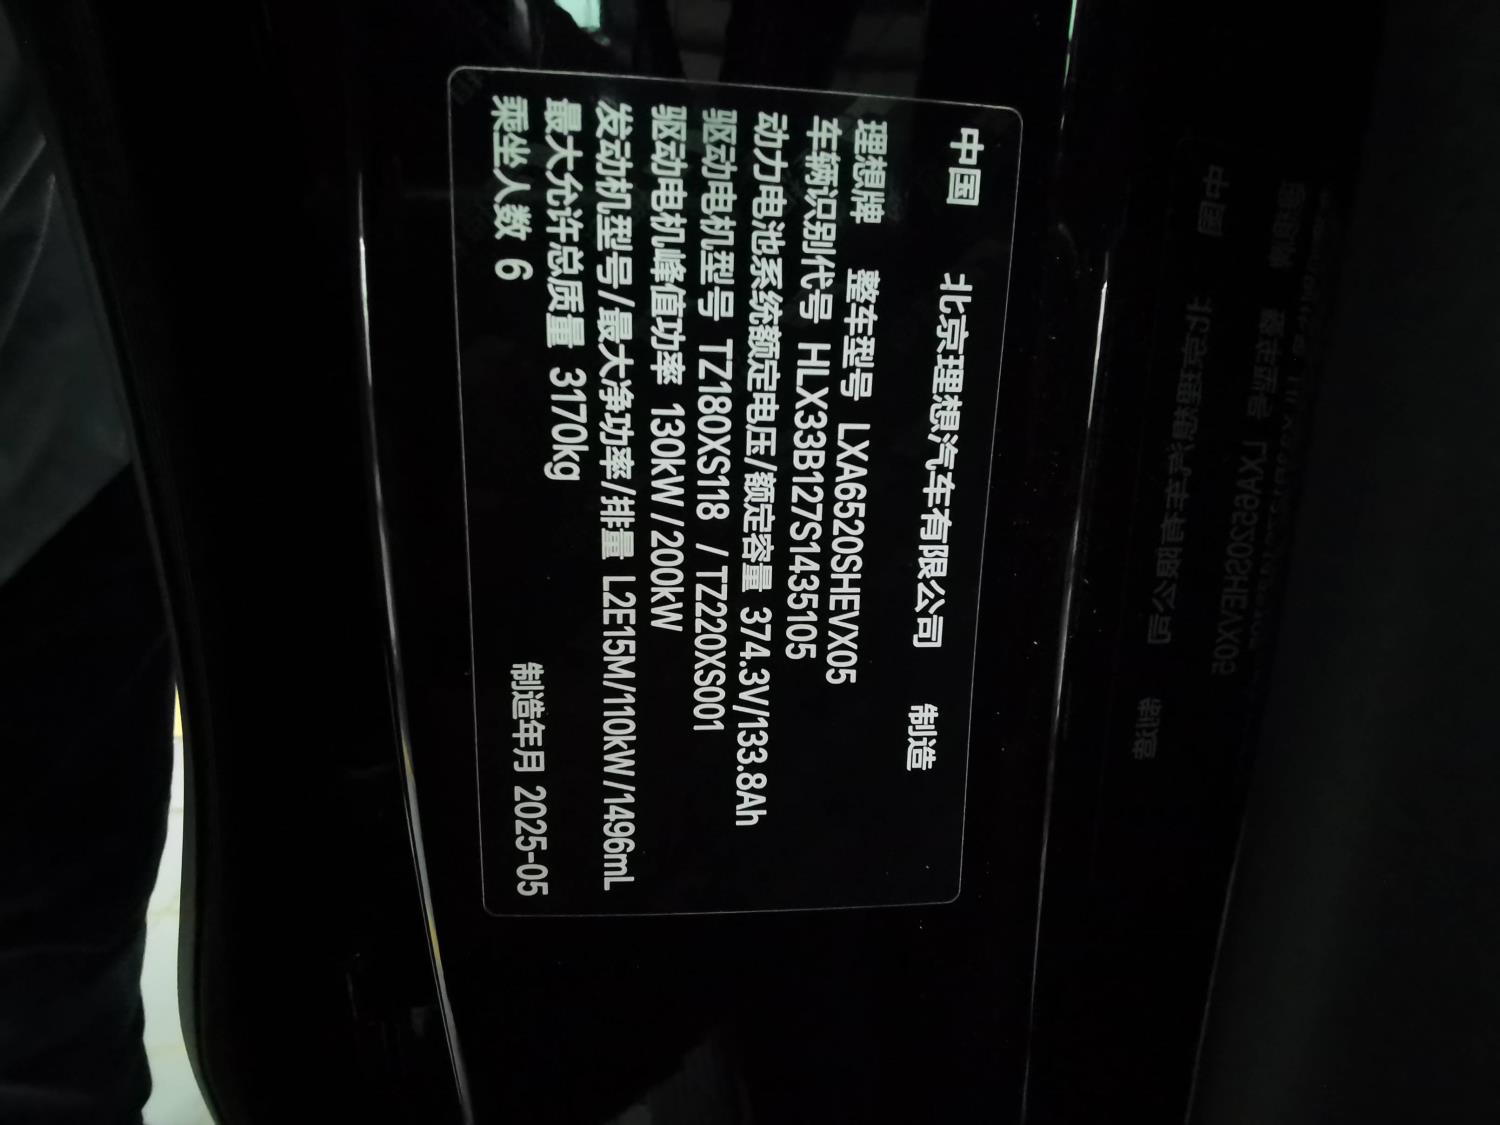 中国 北京理想汽车有限公司 制造
理想牌 整车型号 LXA6520SHEVX05
车辆识别代号 HLX33B127S1435105
动力电池系统额定电压/额定容量 374.3V/133.8Ah
驱动电机型号 TZ180XS118 /TZ220XS001
驱动电机峰值功率 130kW/200kW
发动机型号/最大净功率/排量 L2E15M/110kW/1496mL
最大允许总质量 3170kg
乘坐人数 6 制造年月 2025-05